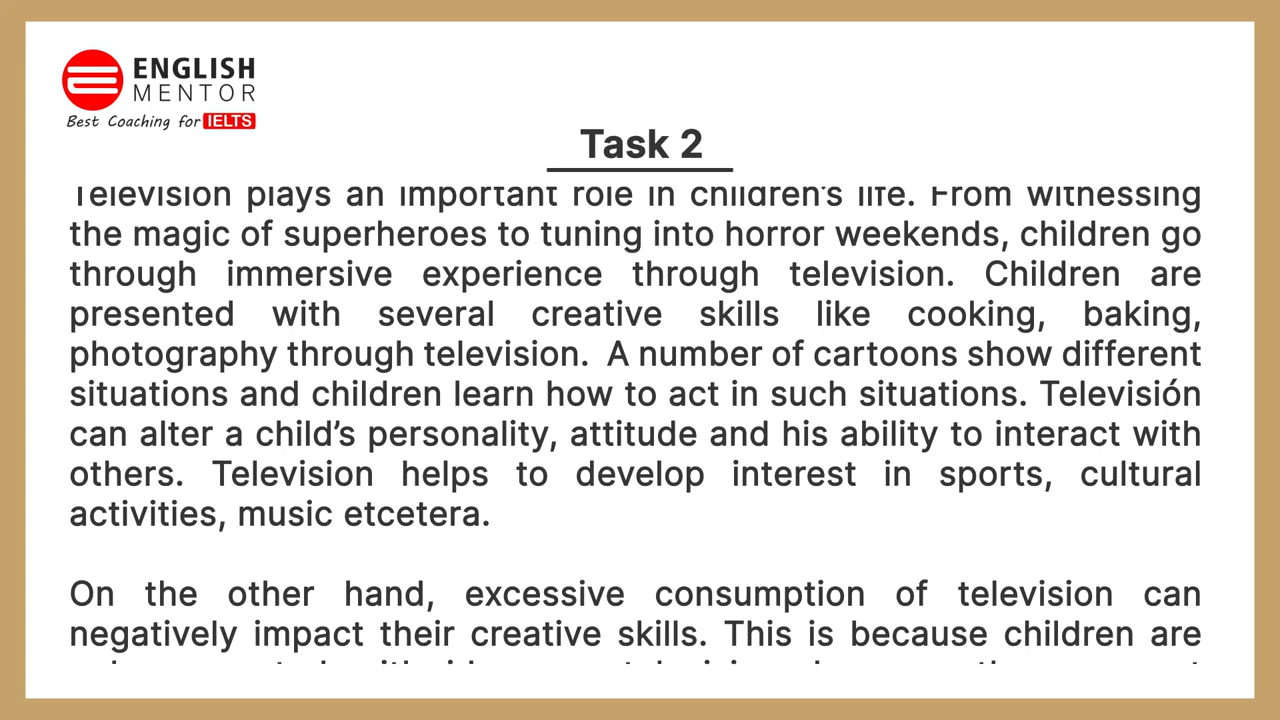 ENGLISH
MENTOR
Best Coaching for IELTS
Task 2
Television plays an important role in children's life. From witnessing
the magic of superheroes to tuning into horror weekends, children go
through immersive experience through television. Children are
presented with several creative skills like cooking, baking,
photography through television. A number of cartoons show different
situations and children learn how to act in such situations. Televisión
can alter a child’s personality, attitude and his ability to interact with
others. Television helps to develop interest in sports, cultural
activities, music etcetera.
On the other hand, excessive consumption of television can
negatively impact their creative skills. This is because children are